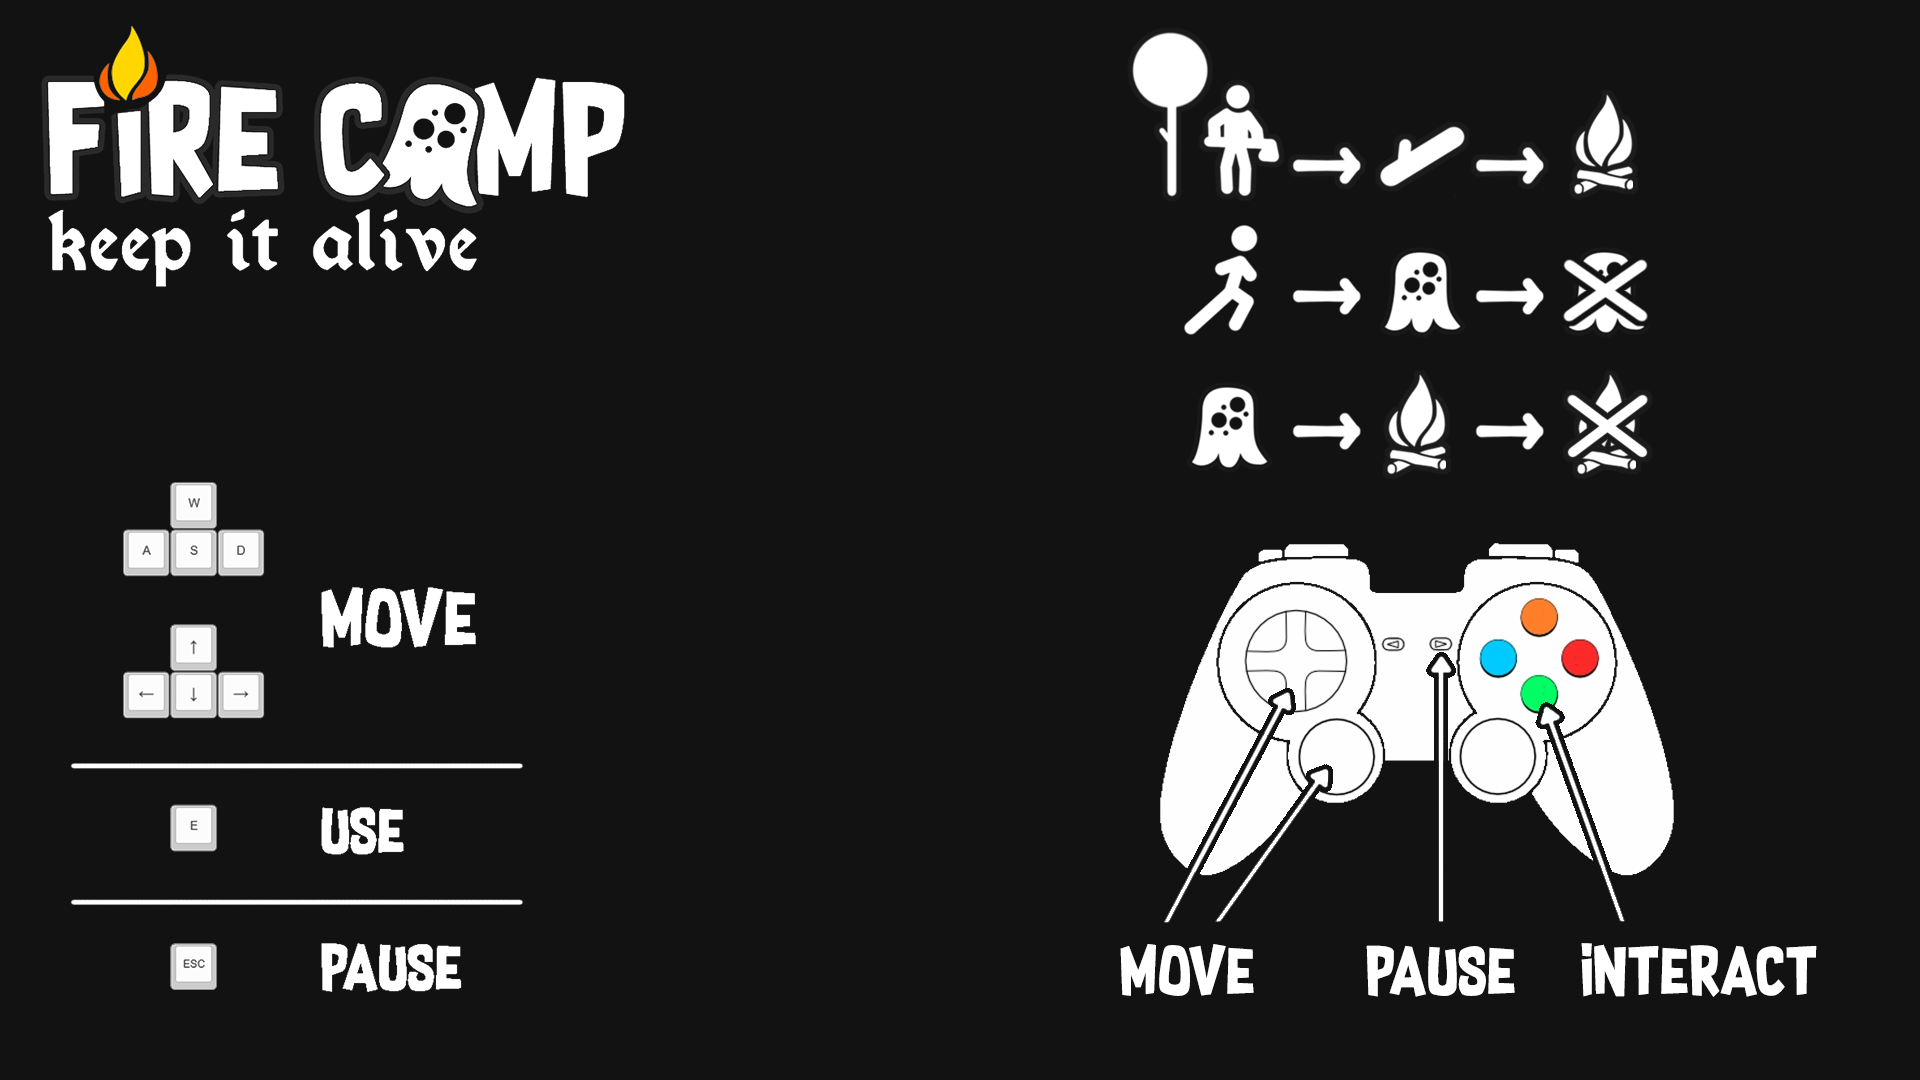 FIRE CAMP
keep it alive
W
A S D
MOVE
↑
← ↓ →
E
USE
ESC
PAUSE
MOVE
PAUSE
INTERACT